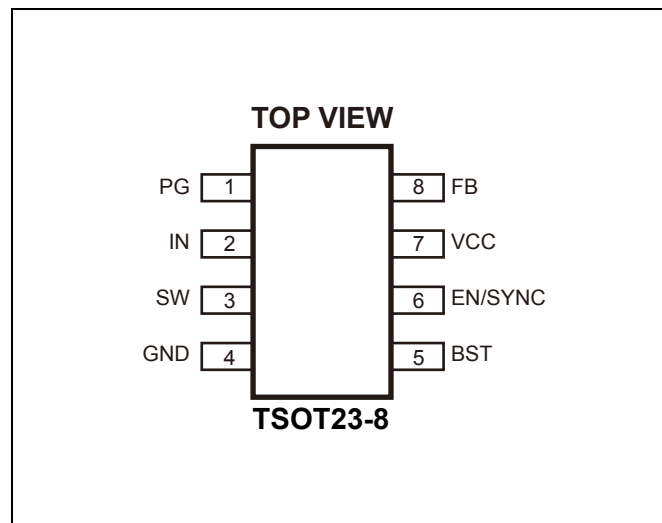 TOP VIEW
PG 1 8 FB
IN 2 7 VCC
SW 3 6 EN/SYNC
GND 4 5 BST
TSOT23-8